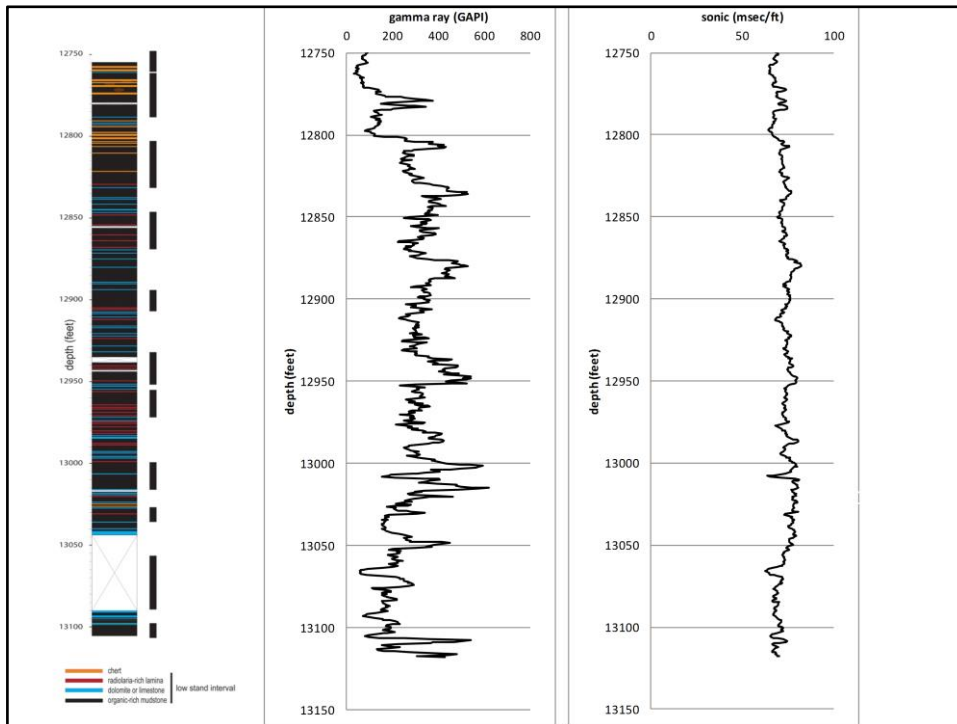 12750
12800
12850
12900
12950
13000
13050
13100
depth (feet)
chert
radiolaria-rich lamina
dolomite or limestone
organic-rich mudstone
low stand interval
gamma ray (GAPI)
0 200 400 600 800
12750
12800
12850
12900
12950
13000
13050
13100
13150
depth (feet)
sonic (msec/ft)
0 50 100
12750
12800
12850
12900
12950
13000
13050
13100
13150
depth (feet)